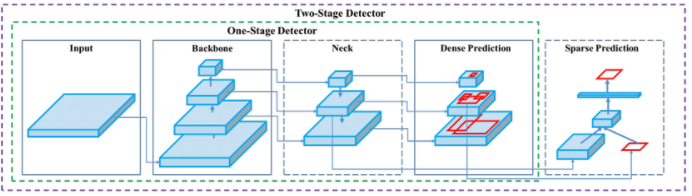 Two-Stage Detector
One-Stage Detector
Input
Backbone
Neck
Dense Prediction
Sparse Prediction